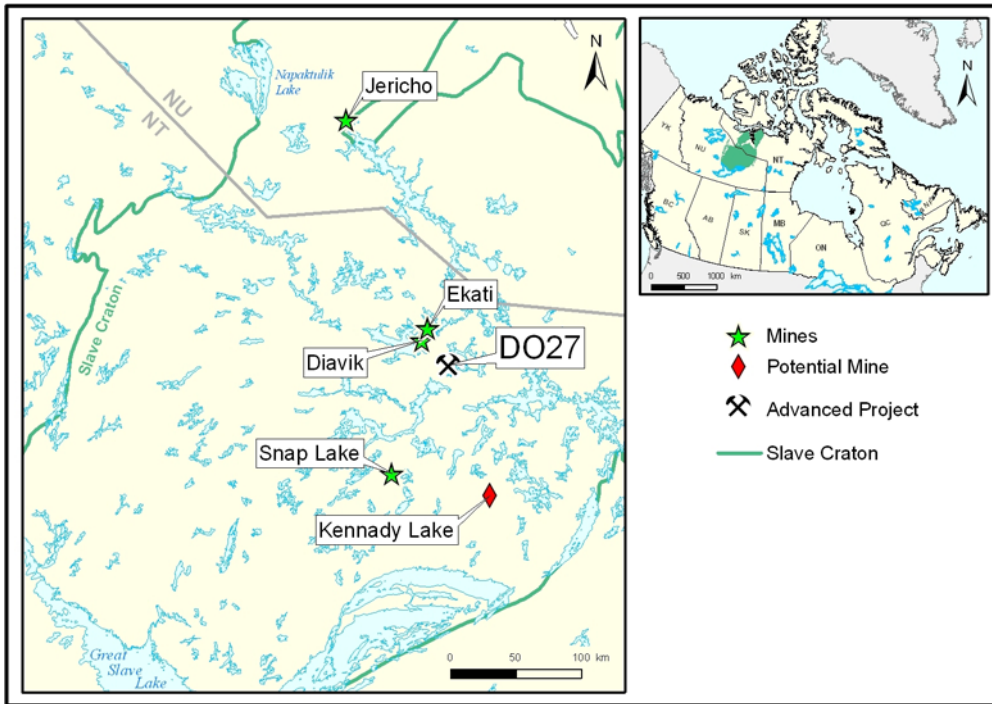 Napaktulik
Lake
N
Jericho
NU
NT
Slave Craton
Ekati
Diavik
DO27
Snap Lake
Kennady Lake
Great
Slave
Lake
0 50 100 km
N
YK
NU
NT
BC
AB
SK
MB
ON
QC
NF
0 500 1000 km
Mines
Potential Mine
Advanced Project
Slave Craton